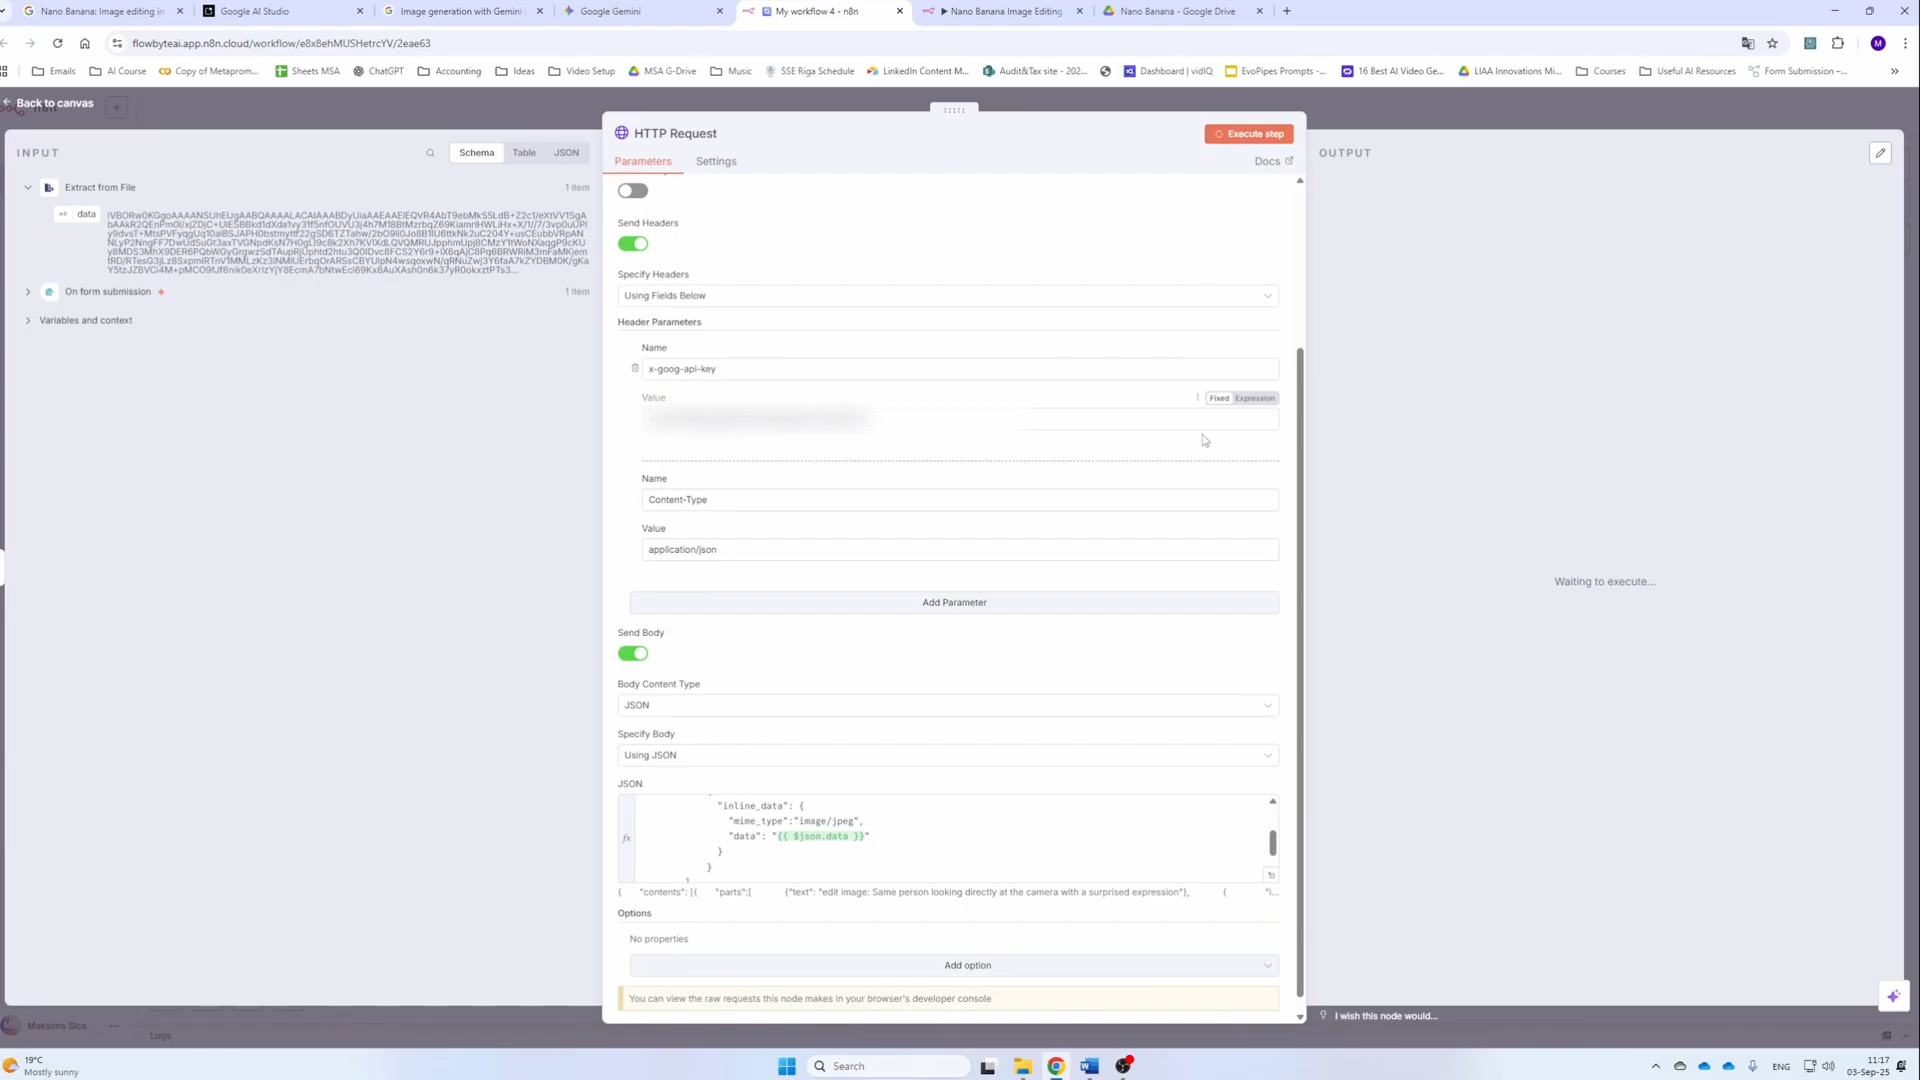 Nano Banana: Image editing in
Google AI Studio
Image generation with Gemini
Google Gemini
My workflow 4 - n8n
▶ Nano Banana Image Editing
Nano Banana - Google Drive
flowbyteai.app.n8n.cloud/workflow/e8x8ehMUSHetrcYV/2eae63
Emails
AI Course
Copy of Metaprom...
Sheets MSA
ChatGPT
Accounting
Ideas
Video Setup
MSA G-Drive
Music
SSE Riga Schedule
LinkedIn Content M...
Audit&Tax site - 202...
Dashboard | vidIQ
EvoPipes Prompts -...
16 Best AI Video Ge...
LIAA Innovations Mi...
Courses
Useful AI Resources
Form Submission –...
Back to canvas
INPUT
Schema
Table
JSON
Extract from File
1 item
data
On form submission
1 item
Variables and context
HTTP Request
Execute step
Parameters
Settings
Docs
Send Headers
Specify Headers
Using Fields Below
Header Parameters
Name
x-goog-api-key
Value
Fixed
Expression
Name
Content-Type
Value
application/json
Add Parameter
Send Body
Body Content Type
JSON
Specify Body
Using JSON
JSON
fx
"inline_data": {
"mime_type":"image/jpeg",
"data": "{{ $json.data }}"
}
}
{ "contents": [{ "parts":[ {"text": "edit image: Same person looking directly at the camera with a surprised expression"}, { "i...
Options
No properties
Add option
You can view the raw requests this node makes in your browser's developer console
OUTPUT
Waiting to execute...
I wish this node would...
Maksims Sics
Logs
19°C
Mostly sunny
Search
ENG
11:17
03-Sep-25